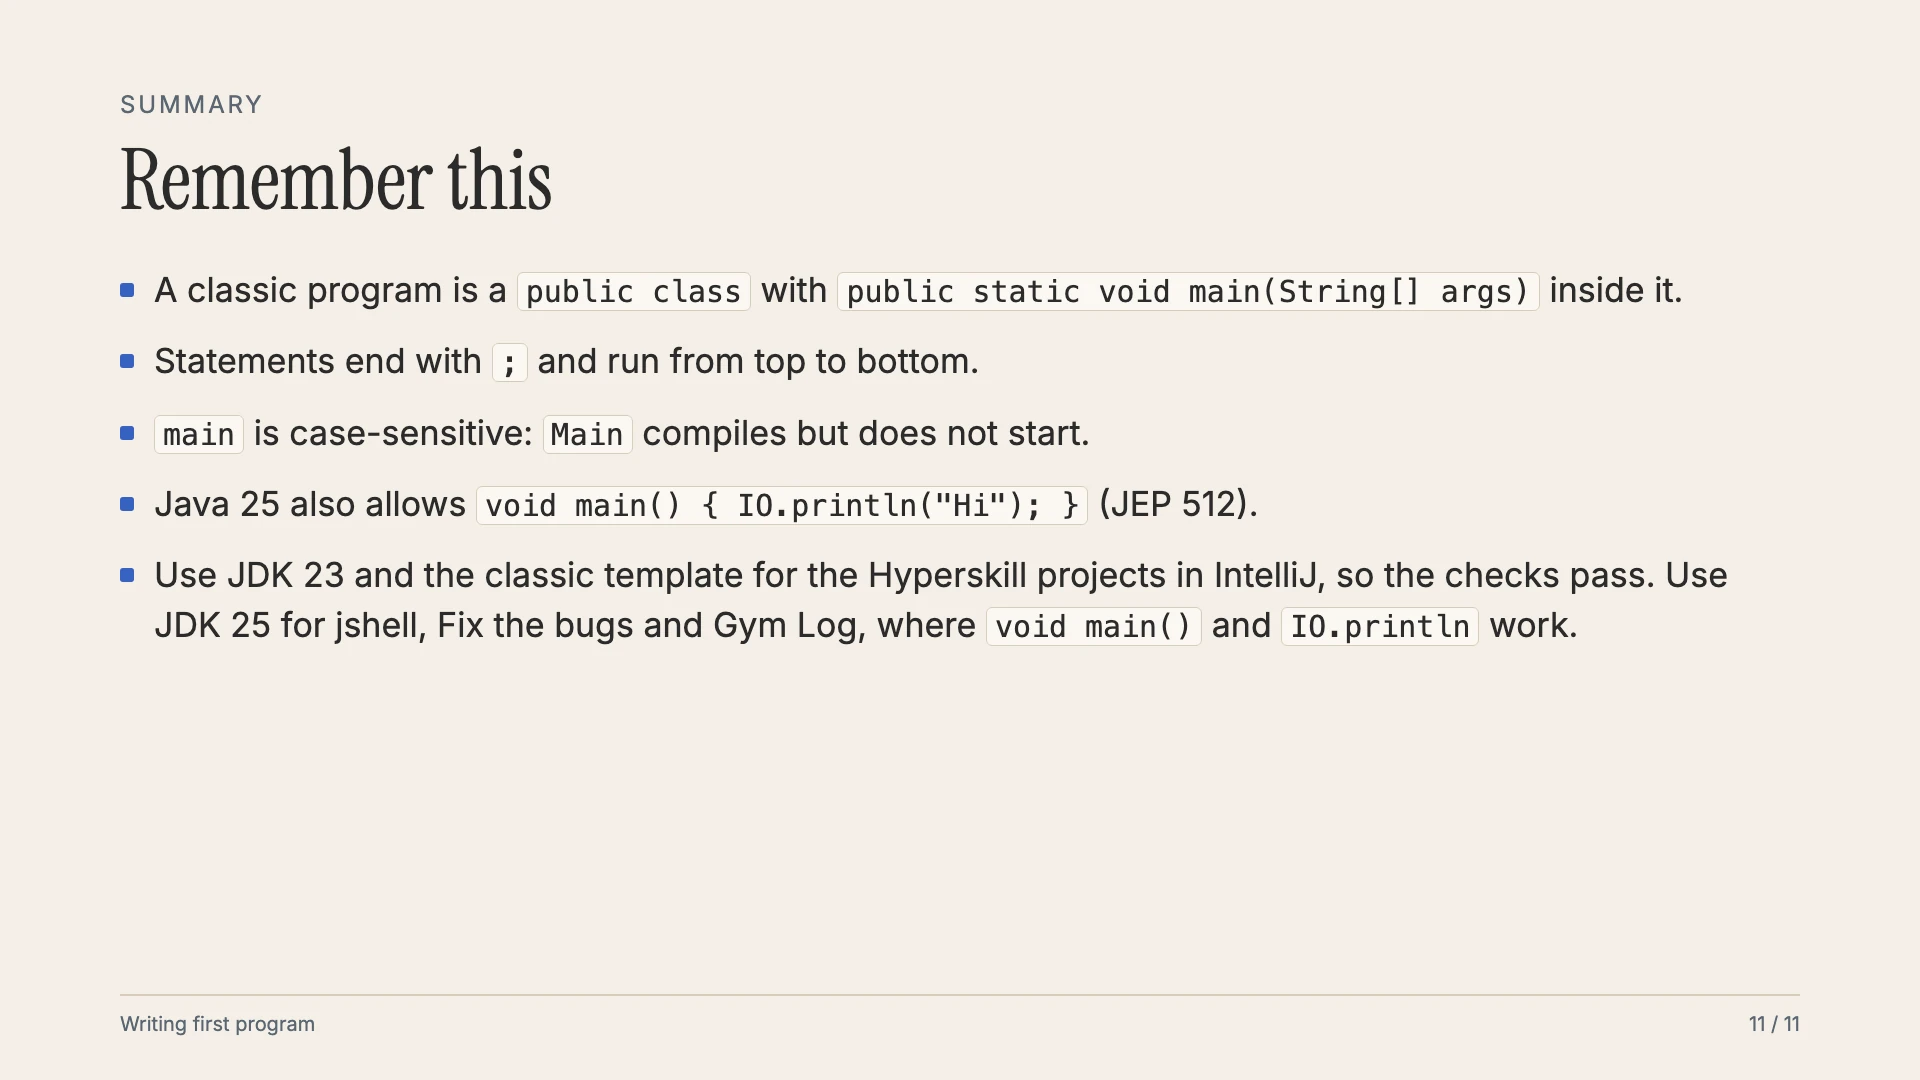 SUMMARY
Remember this
A classic program is a public class with public static void main(String[] args) inside it.
Statements end with ; and run from top to bottom.
main is case-sensitive: Main compiles but does not start.
Java 25 also allows void main() { IO.println("Hi"); } (JEP 512).
Use JDK 23 and the classic template for the Hyperskill projects in IntelliJ, so the checks pass. Use
JDK 25 for jshell, Fix the bugs and Gym Log, where void main() and IO.println work.
Writing first program
11 / 11